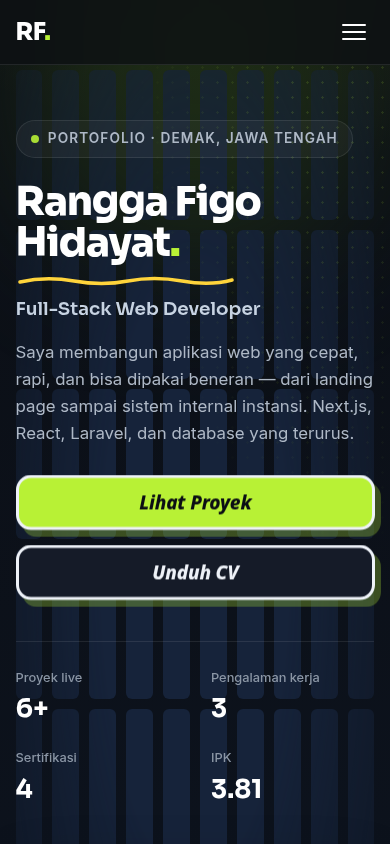 RF.
PORTOFOLIO · DEMAK, JAWA TENGAH
Rangga Figo
Hidayat.
Full-Stack Web Developer
Saya membangun aplikasi web yang cepat,
rapi, dan bisa dipakai beneran — dari landing
page sampai sistem internal instansi. Next.js,
React, Laravel, dan database yang terurus.
Lihat Proyek
Unduh CV
Proyek live
Pengalaman kerja
6+
3
Sertifikasi
IPK
4
3.81